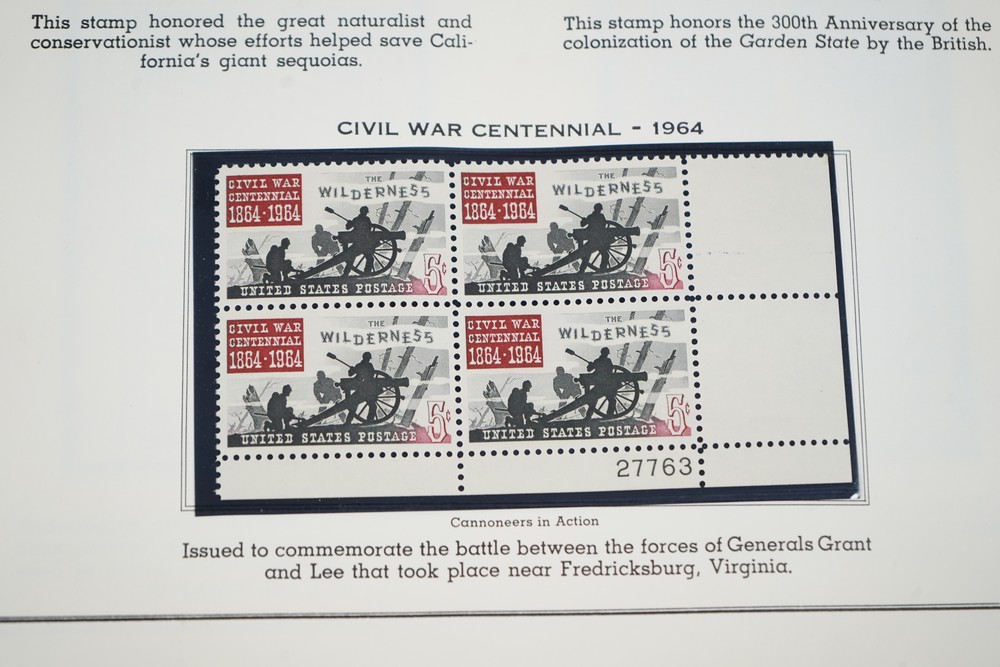 This stamp honored the great naturalist and
conservationist whose efforts helped save Cali-
fornia's giant sequoias.
This stamp honors the 300th Anniversary of the
colonization of the Garden State by the British.
CIVIL WAR CENTENNIAL - 1964
CIVIL WAR
CENTENNIAL
1864-1964
THE
WILDERNESS
5¢
UNITED STATES POSTAGE
CIVIL WAR
CENTENNIAL
1864-1964
THE
WILDERNESS
5¢
UNITED STATES POSTAGE
CIVIL WAR
CENTENNIAL
1864-1964
THE
WILDERNESS
5¢
UNITED STATES POSTAGE
CIVIL WAR
CENTENNIAL
1864-1964
THE
WILDERNESS
5¢
UNITED STATES POSTAGE
27763
Cannoneers in Action
Issued to commemorate the battle between the forces of Generals Grant
and Lee that took place near Fredricksburg, Virginia.